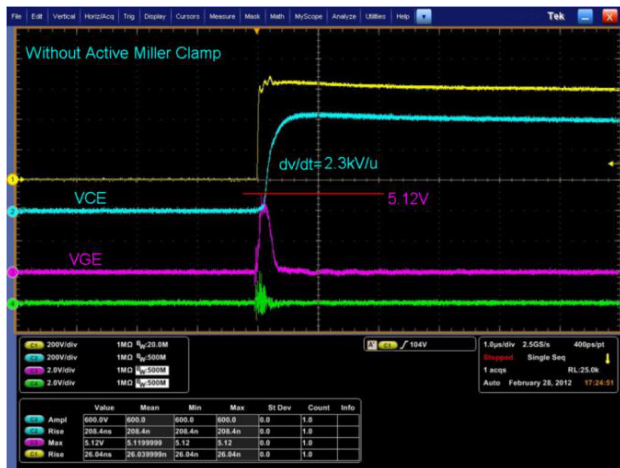 File Edit Vertical Horiz/Acq Trig Display Cursors Measure Mask Math MyScope Analyze Utilities Help Tek X
Without Active Miller Clamp
dv/dt=2.3kV/u
1
VCE
5.12V
2
VGE
C1 200V/div 1MΩ BW:20.0M
C2 200V/div 1MΩ BW:500M
C3 2.0V/div 1MΩ BW:500M
C4 2.0V/div 1MΩ BW:500M
A' C1 104V
1.0µs/div 2.5GS/s 400ps/pt
Stopped Single Seq
1 acqs RL:25.0k
Auto February 28, 2012 17:24:51
Value Mean Min Max St Dev Count Info
C2 Ampl 600.0V 600.0 600.0 600.0 0.0 1.0
C2 Rise 208.4ns 208.4n 208.4n 208.4n 0.0 1.0
C3 Max 5.12V 5.1199999 5.12 5.12 0.0 1.0
C1 Rise 26.04ns 26.039999n 26.04n 26.04n 0.0 1.0